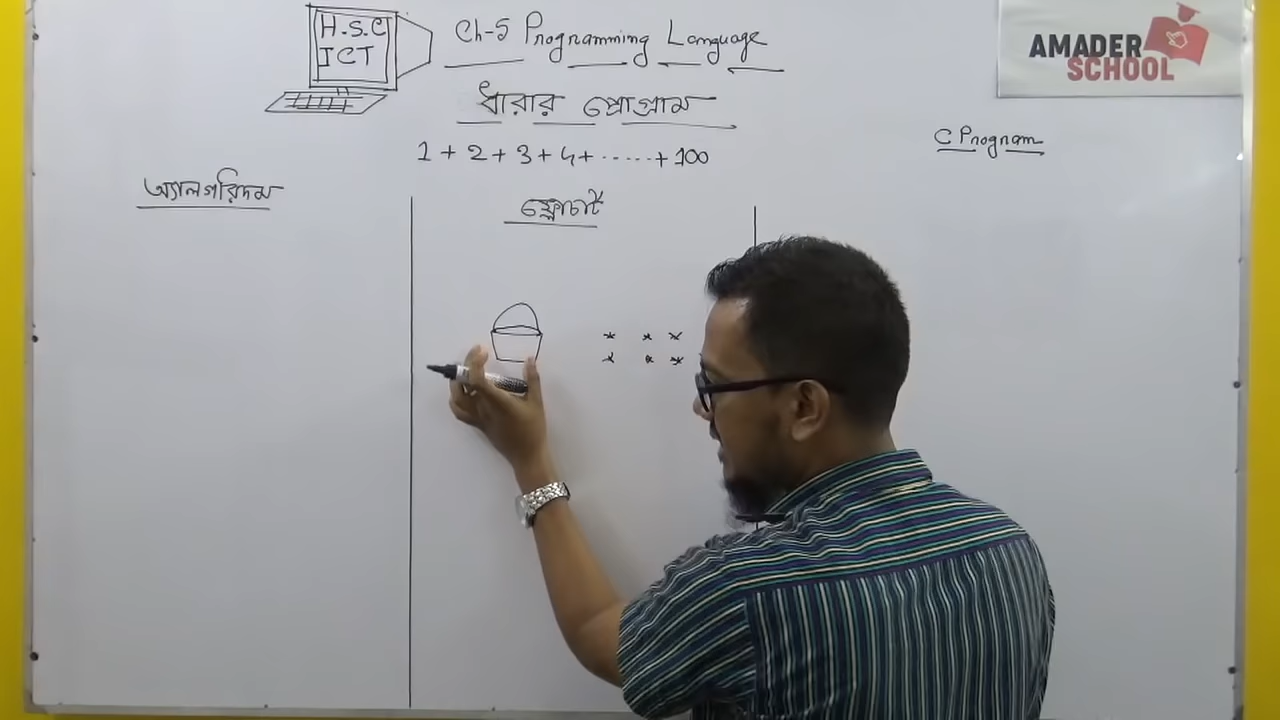 H.S.C
ICT
Ch-5 Programming Language
ধারার প্রোগ্রাম
1 + 2 + 3 + 4 + ...... + 100
AMADER
SCHOOL
C Program
অ্যালগরিদম
ফ্লোচার্ট